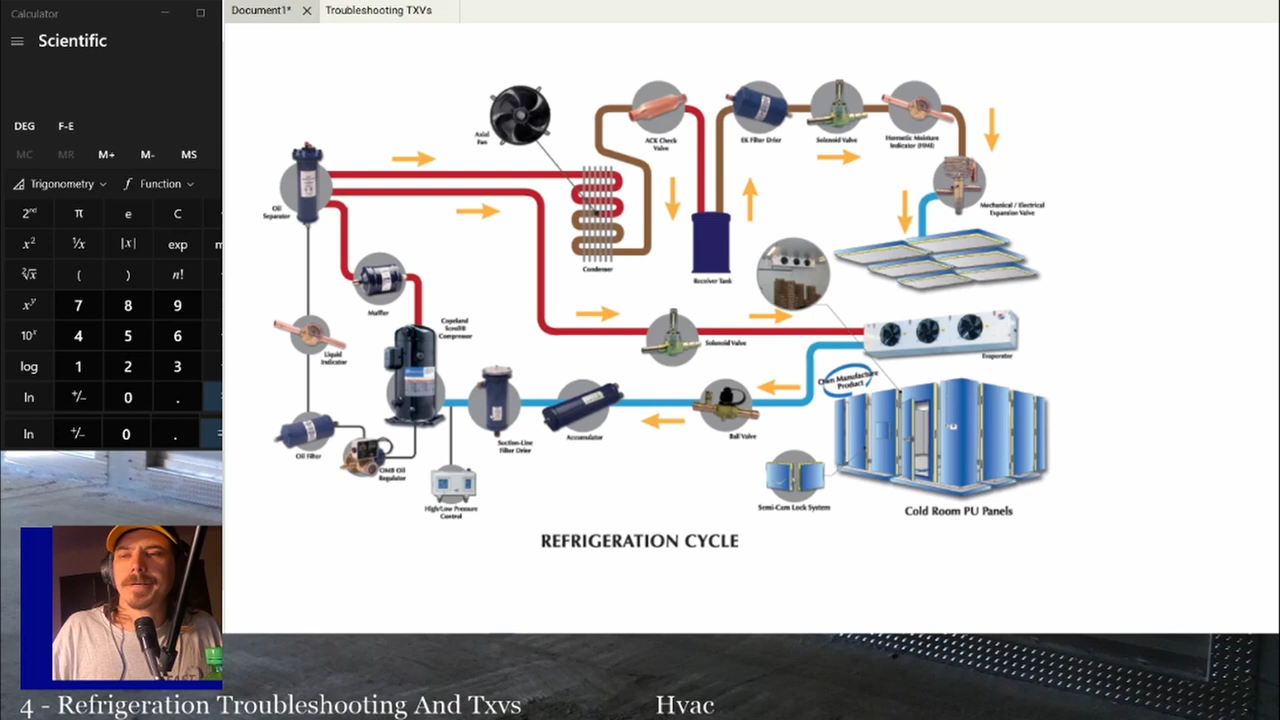 Calculator
Document1*
Troubleshooting TXVs
Scientific
DEG
F-E
MC
MR
M+
M-
MS
Trigonometry
Function
2nd
π
e
C
x²
¹/x
|x|
exp
²√x
(
)
n!
xʸ
7
8
9
10ˣ
4
5
6
log
1
2
3
ln
+/-
0
.
ln
+/-
0
.
Axial
Fan
ACK Check
Valve
EK Filter Drier
Solenoid Valve
Hermetic Moisture
Indicator (HMI)
Oil
Separator
Mechanical / Electrical
Expansion Valve
Condenser
Receiver Tank
Muffler
Copeland
Scroll®
Compressor
Solenoid Valve
Liquid
Indicator
Evaporator
Own Manufacture
Product
Suction-Line
Filter Drier
Accumulator
Ball Valve
Oil Filter
OMB Oil
Regulator
High/Low Pressure
Control
Semi-Cam Lock System
Cold Room PU Panels
REFRIGERATION CYCLE
4 - Refrigeration Troubleshooting And Txvs
Hvac